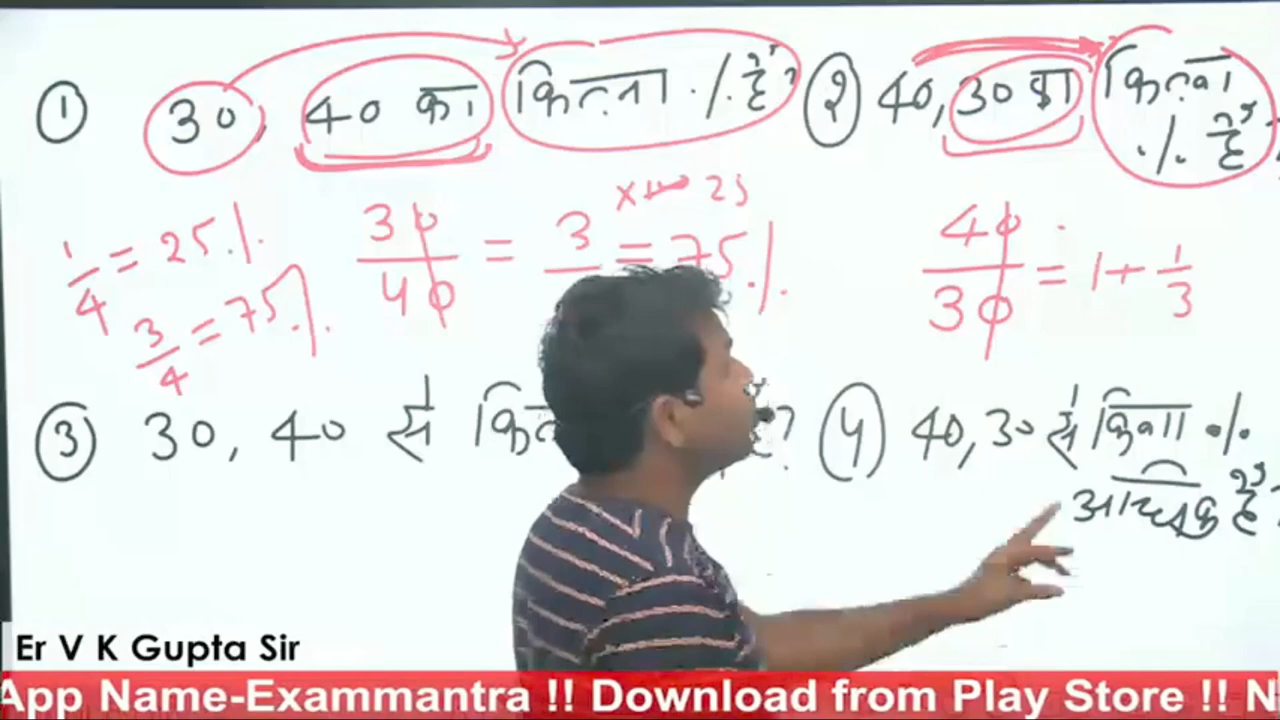 ① 30, 40 का कितना % है?
② 40, 30 का कितना
% है
× 100 25
1/4 = 25%
30/40 = 3/ = 75%
40/30 = 1 + 1/3
3/4 = 75%
③ 30, 40 से
?
④ 40, 30 से कितना %
अधिक है
Er V K Gupta Sir
App Name-Exammantra !! Download from Play Store !! N